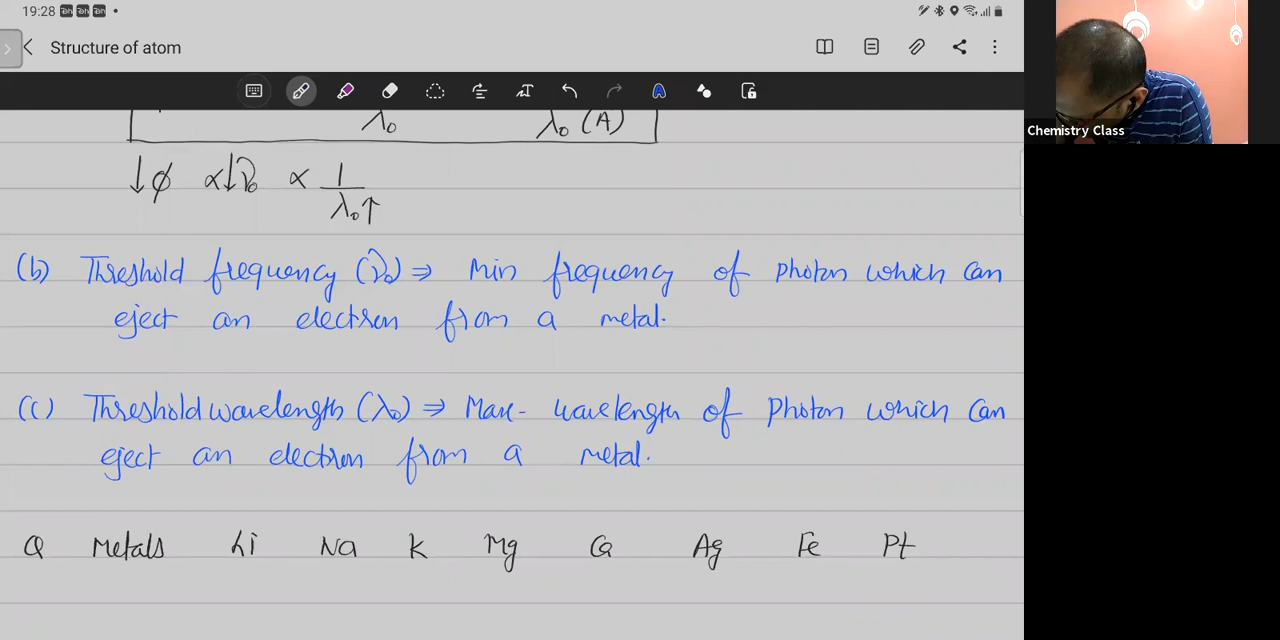 19:28
Structure of atom
Chemistry Class
λ₀ λ₀ (A)
↓φ ∝ ↓ν₀ ∝ 1/λ₀↑
(b) Threshold frequency (ν₀) ⇒ Min frequency of photon which can
eject an electron from a metal.
(c) Threshold wavelength (λ₀) ⇒ Max- wavelength of photon which can
eject an electron from a metal.
Q Metals Li Na K Mg Ag Fe Pt